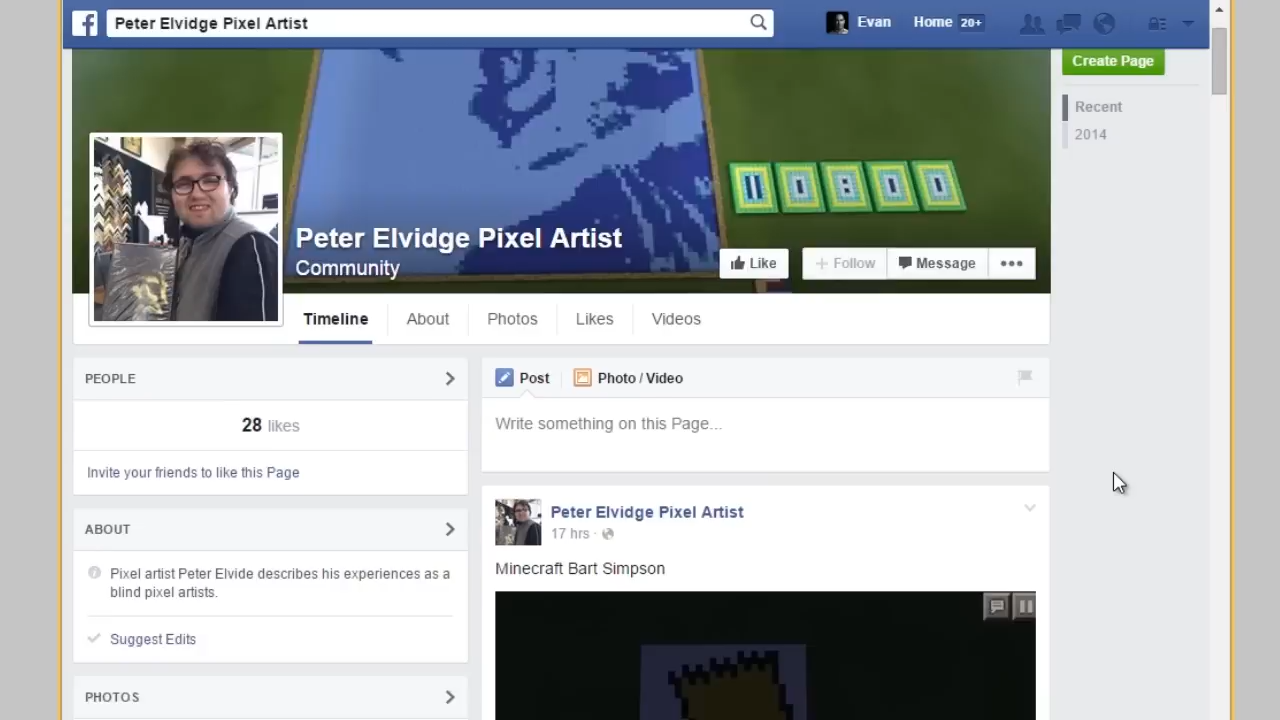 Peter Elvidge Pixel Artist
Evan
Home 20+
Create Page
Recent
2014
Peter Elvidge Pixel Artist
Community
Like
+ Follow
Message
Timeline
About
Photos
Likes
Videos
PEOPLE
28 likes
Invite your friends to like this Page
ABOUT
Pixel artist Peter Elvide describes his experiences as a
blind pixel artists.
Suggest Edits
PHOTOS
Post
Photo / Video
Write something on this Page...
Peter Elvidge Pixel Artist
17 hrs ·
Minecraft Bart Simpson